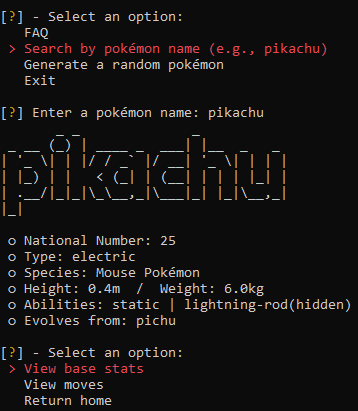 [?] - Select an option:
FAQ
> Search by pokémon name (e.g., pikachu)
Generate a random pokémon
Exit
[?] Enter a pokémon name: pikachu
pikachu
o National Number: 25
o Type: electric
o Species: Mouse Pokémon
o Height: 0.4m / Weight: 6.0kg
o Abilities: static | lightning-rod(hidden)
o Evolves from: pichu
[?] - Select an option:
> View base stats
View moves
Return home